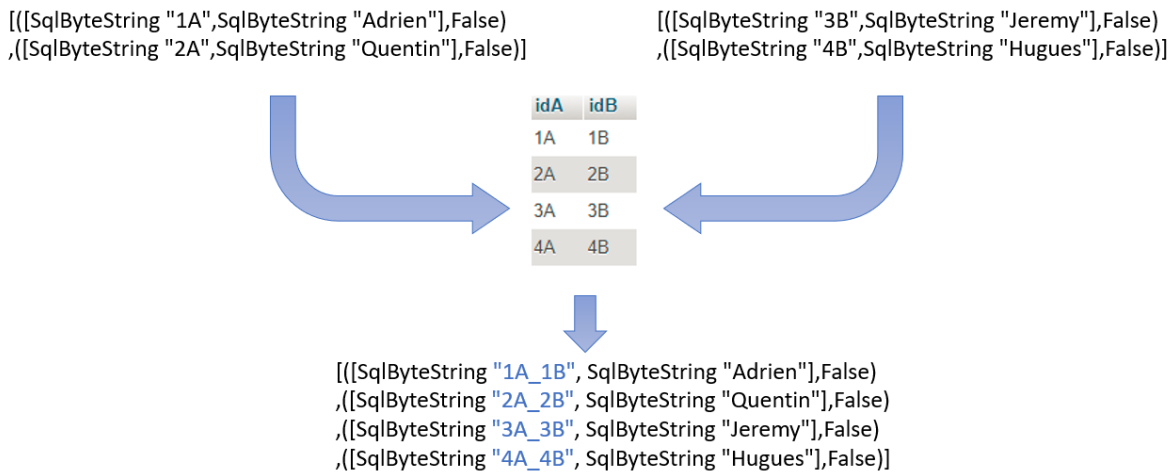 [([SqlByteString "1A",SqlByteString "Adrien"],False)
,([SqlByteString "2A",SqlByteString "Quentin"],False)]
[([SqlByteString "3B",SqlByteString "Jeremy"],False)
,([SqlByteString "4B",SqlByteString "Hugues"],False)]
idA idB
1A 1B
2A 2B
3A 3B
4A 4B
[([SqlByteString "1A_1B", SqlByteString "Adrien"],False)
,([SqlByteString "2A_2B", SqlByteString "Quentin"],False)
,([SqlByteString "3A_3B", SqlByteString "Jeremy"],False)
,([SqlByteString "4A_4B", SqlByteString "Hugues"],False)]